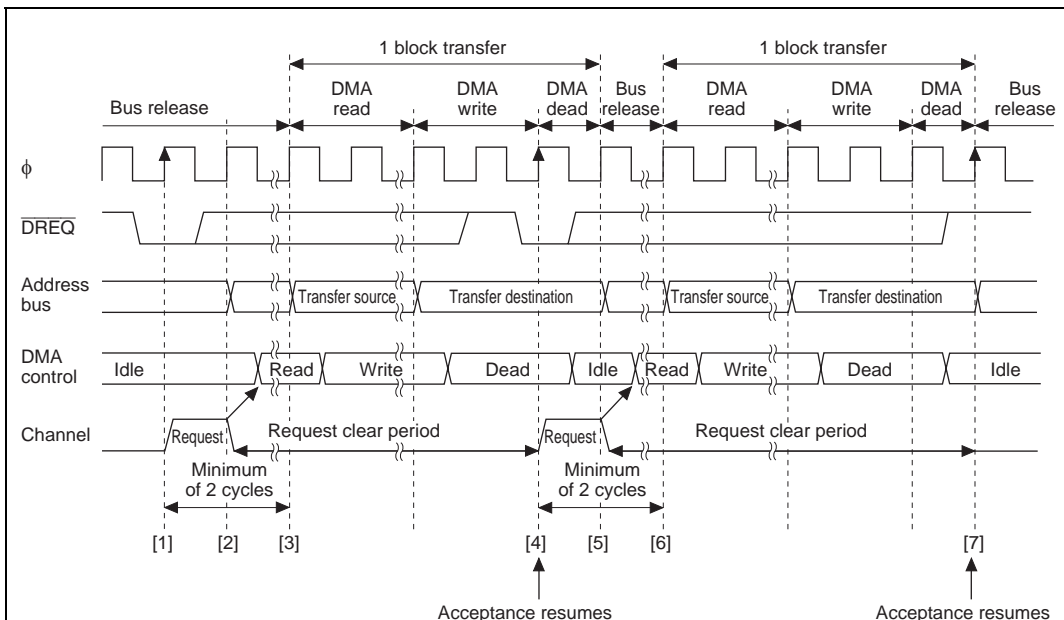 1 block transfer 1 block transfer
Bus release DMA read DMA write DMA dead Bus release DMA read DMA write DMA dead Bus release
φ
DREQ
Address bus Transfer source Transfer destination Transfer source Transfer destination
DMA control Idle Read Write Dead Idle Read Write Dead Idle
Channel Request Request clear period Request Request clear period
Minimum of 2 cycles Minimum of 2 cycles
[1] [2] [3] [4] [5] [6] [7]
Acceptance resumes Acceptance resumes